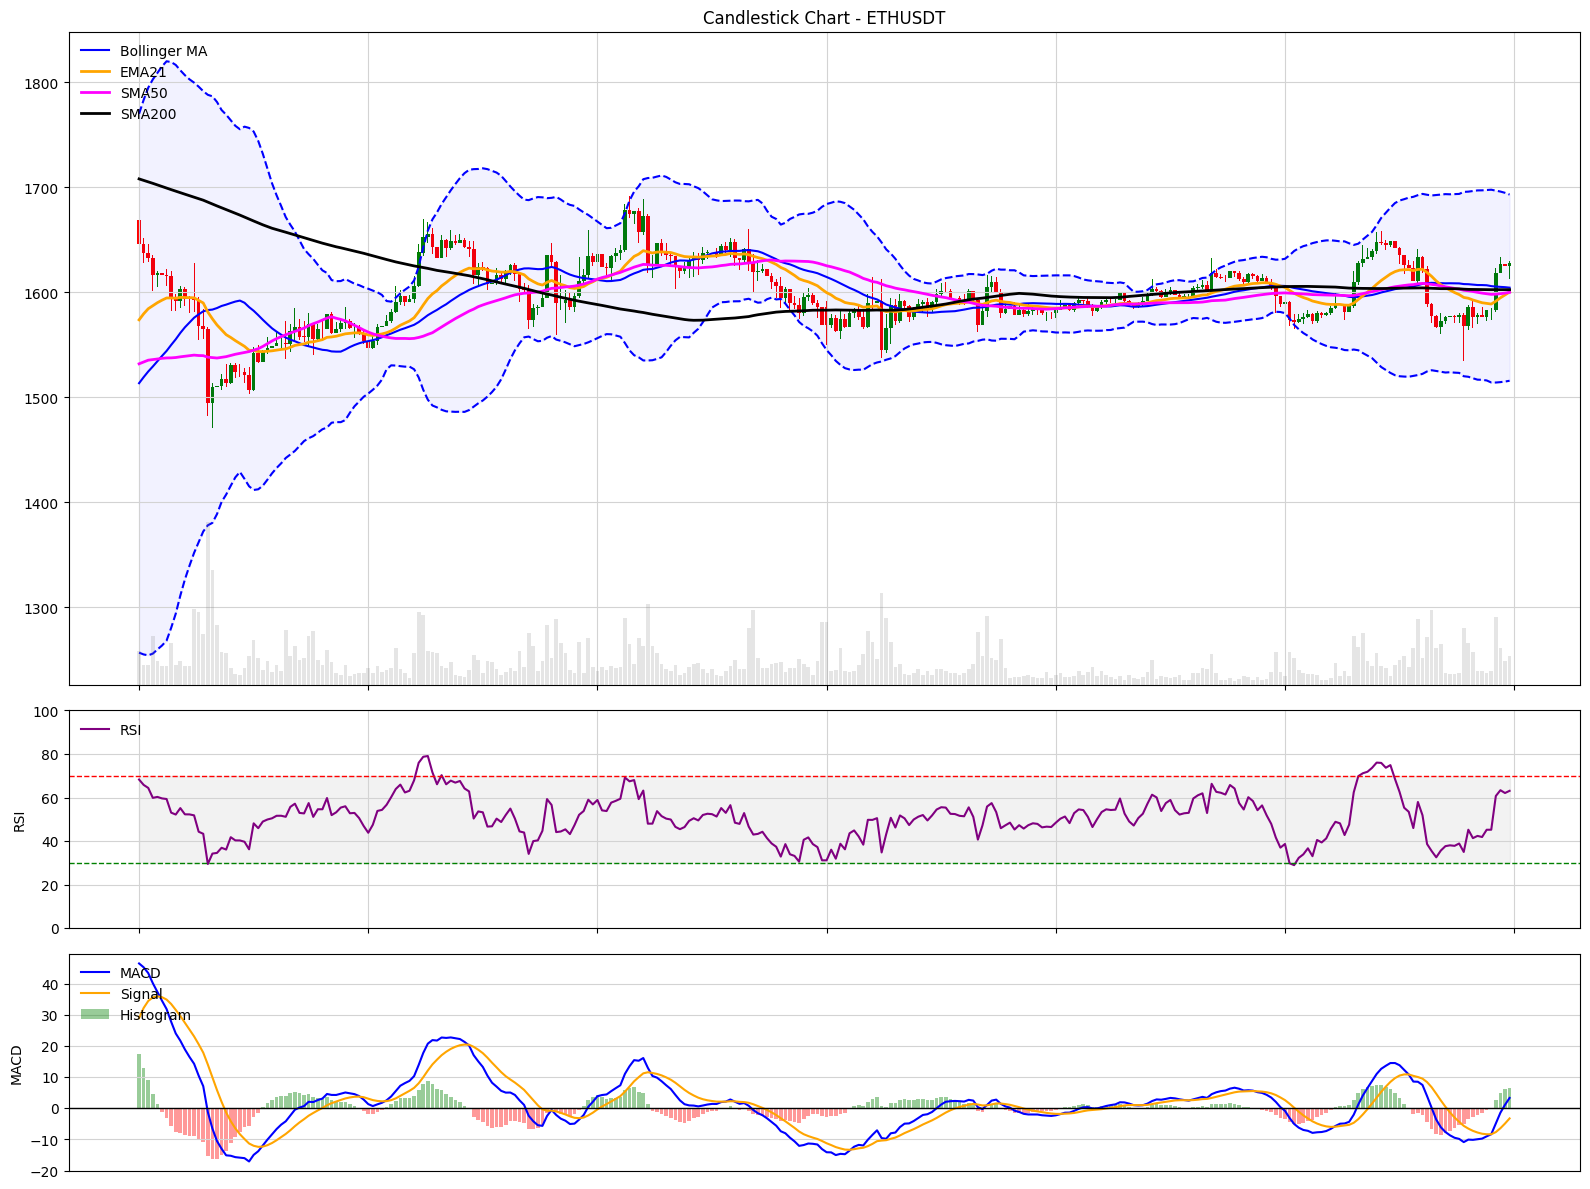 Candlestick Chart - ETHUSDT
Bollinger MA
EMA21
SMA50
SMA200
1800
1700
1600
1500
1400
1300
RSI
100
80
60
40
20
0
RSI
MACD
Signal
Histogram
40
30
20
10
0
−10
−20
MACD